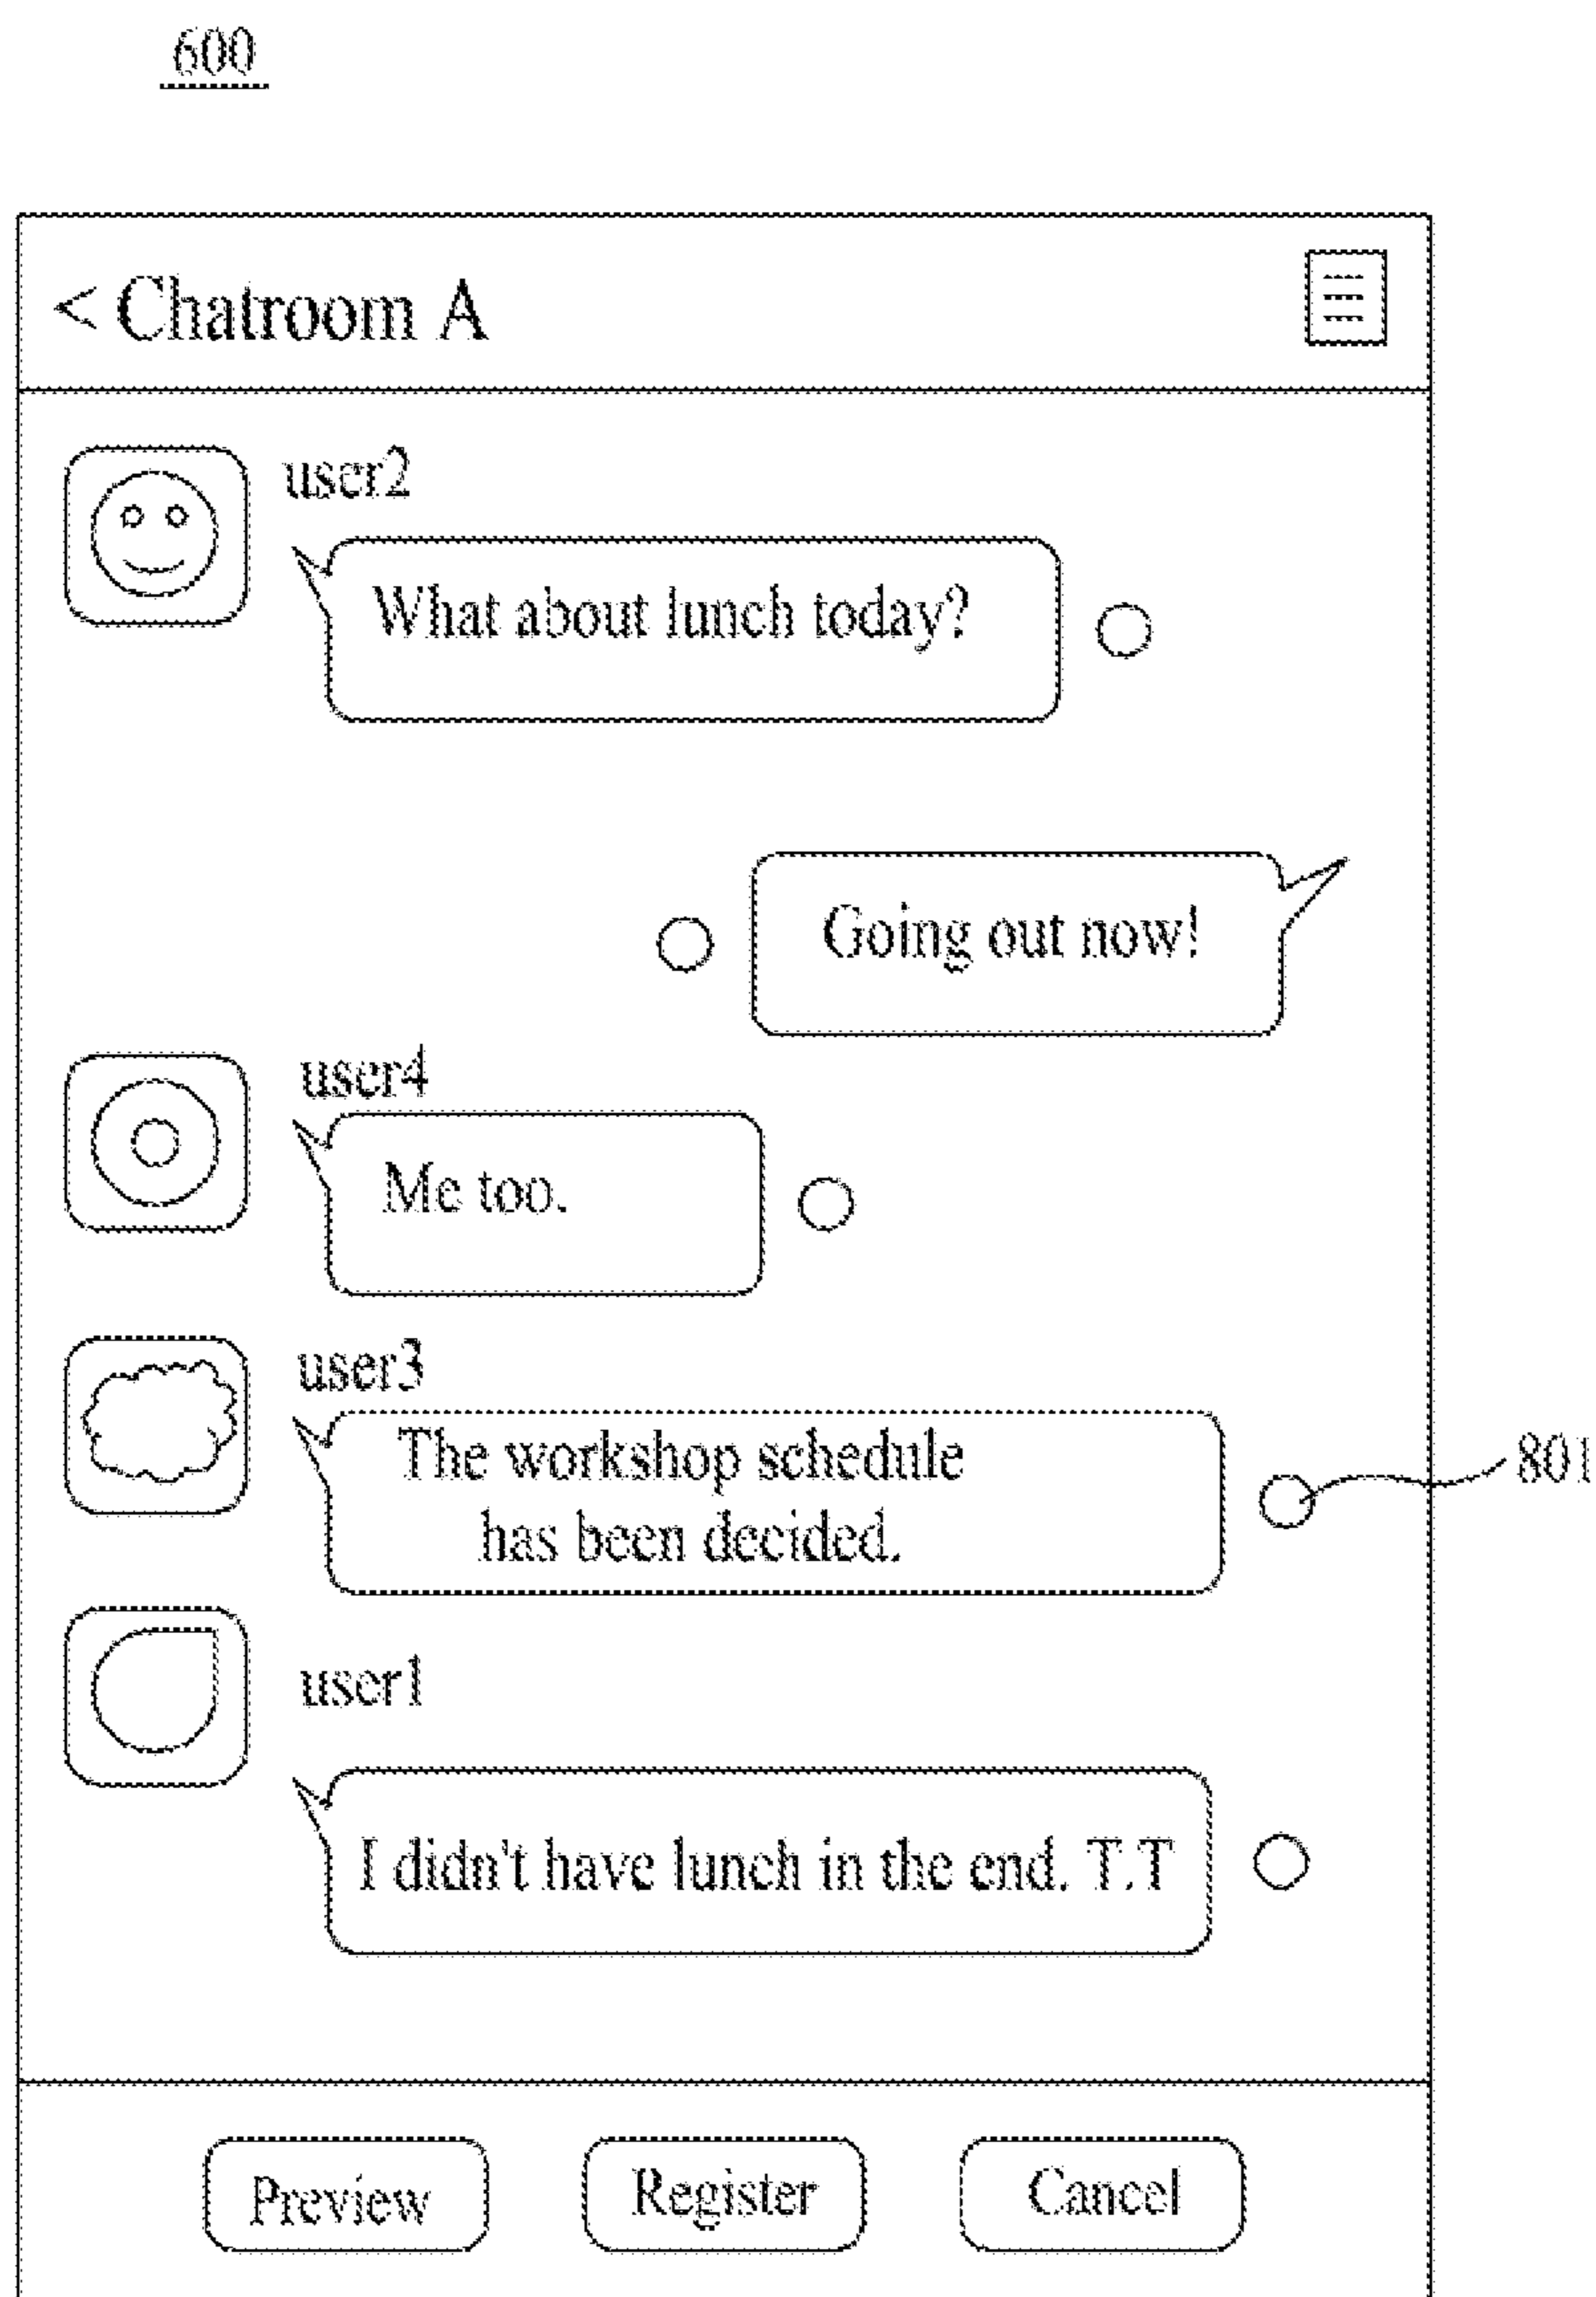 600
< Chatroom A
user2
What about lunch today?
Going out now!
user4
Me too.
user3
The workshop schedule
has been decided.
801
user1
I didn't have lunch in the end. T.T
Preview
Register
Cancel